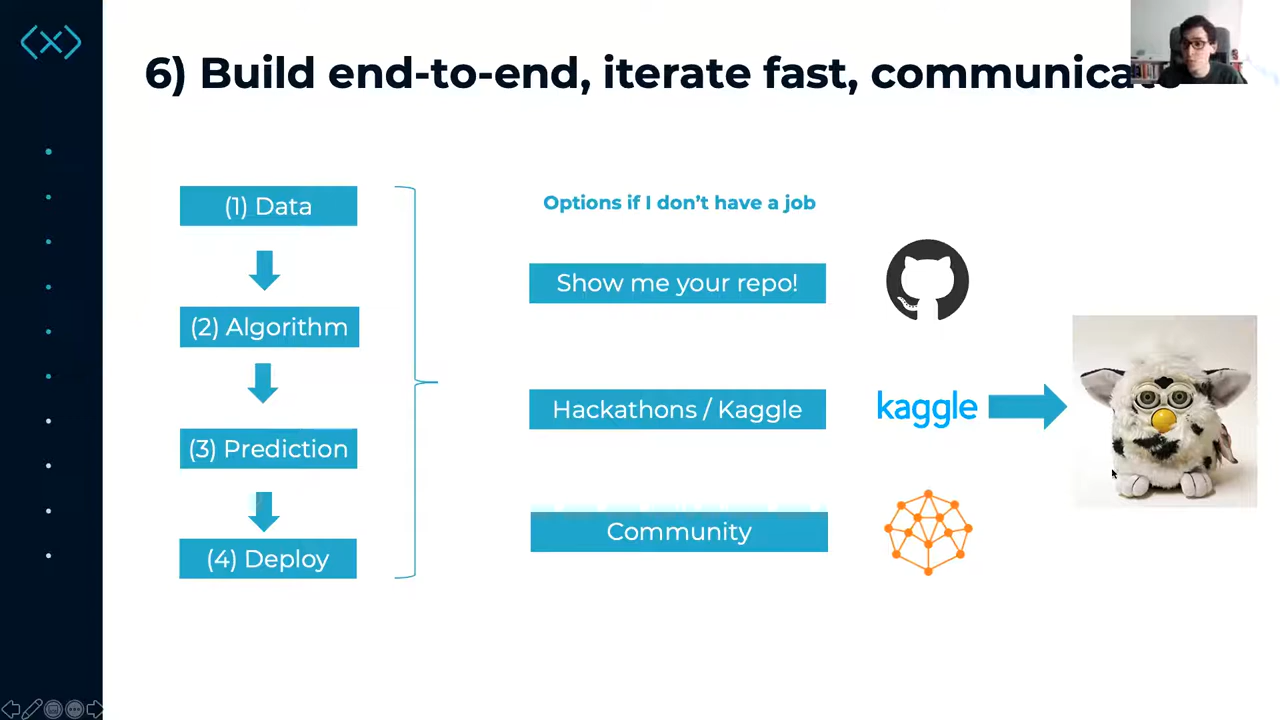 6) Build end-to-end, iterate fast, communicate
(1) Data
(2) Algorithm
(3) Prediction
(4) Deploy
Options if I don't have a job
Show me your repo!
Hackathons / Kaggle
kaggle
Community